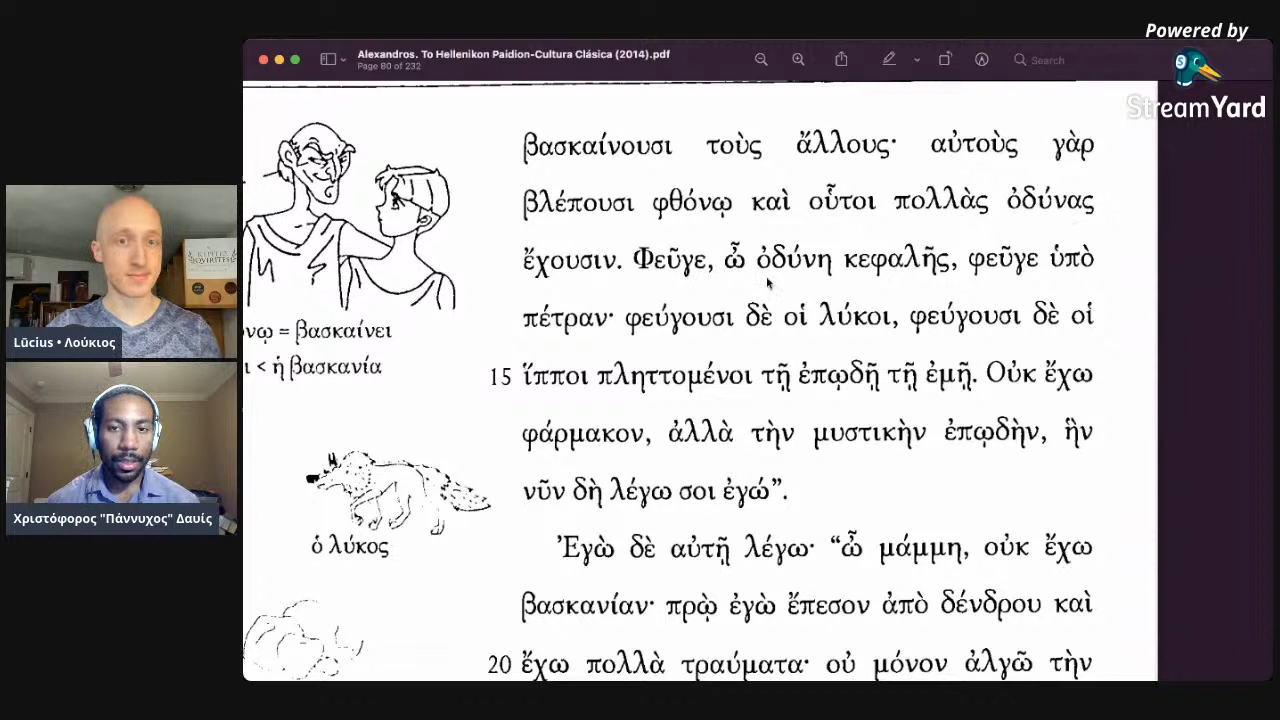 Powered by
StreamYard
Alexandros. To Hellenikon Paidion-Cultura Clásica (2014).pdf
Page 80 of 232
Search
βασκαίνουσι τοὺς ἄλλους· αὐτοὺς γὰρ
βλέπουσι φθόνῳ καὶ οὗτοι πολλὰς ὀδύνας
ἔχουσιν. Φεῦγε, ὦ ὀδύνη κεφαλῆς, φεῦγε ὑπὸ
πέτραν· φεύγουσι δὲ οἱ λύκοι, φεύγουσι δὲ οἱ
15 ἵπποι πληττομένοι τῇ ἐπῳδῇ τῇ ἐμῇ. Οὐκ ἔχω
φάρμακον, ἀλλὰ τὴν μυστικὴν ἐπῳδὴν, ἣν
νῦν δὴ λέγω σοι ἐγώ”.
Ἐγὼ δὲ αὐτῇ λέγω· “ὦ μάμμη, οὐκ ἔχω
βασκανίαν· πρῲ ἐγὼ ἔπεσον ἀπὸ δένδρου καὶ
20 ἔχω πολλὰ τραύματα· οὐ μόνον ἀλγῶ τὴν
νῳ = βασκαίνει
ι < ἡ βασκανία
ὁ λύκος
Lūcius • Λούκιος
Χριστόφορος "Πάννυχος" Δαυίς